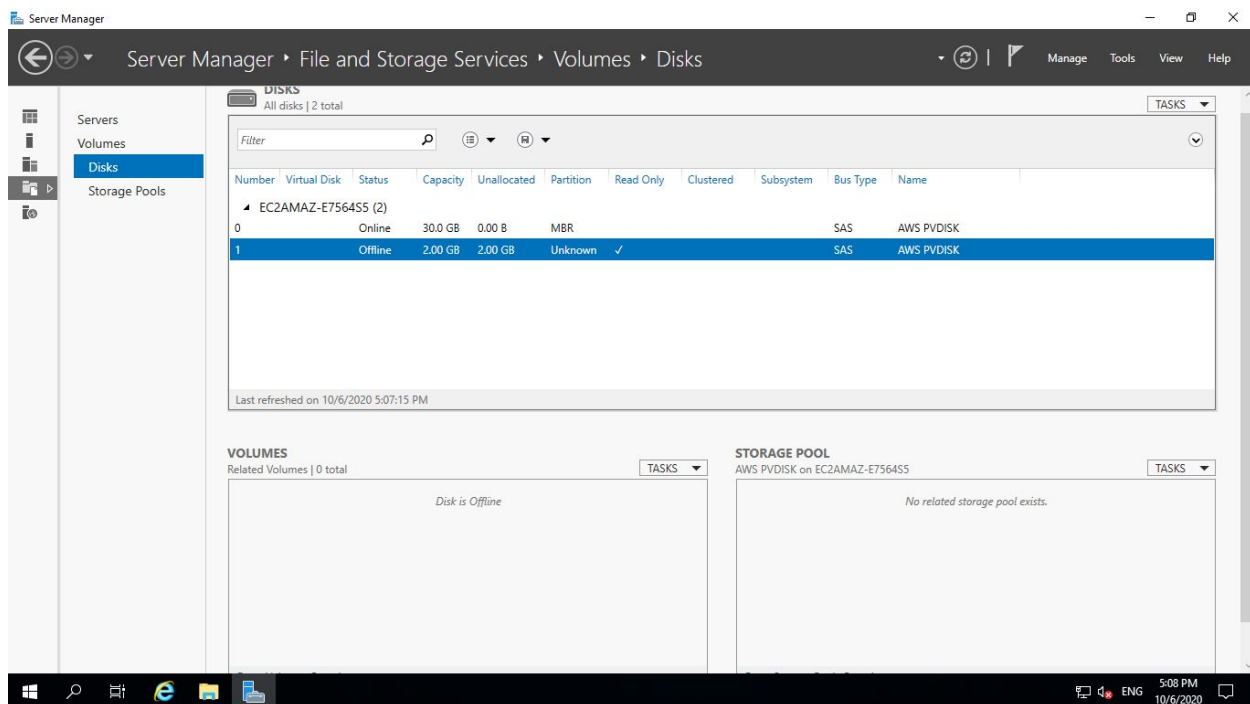 Server Manager
Server Manager ‣ File and Storage Services ‣ Volumes ‣ Disks
Manage Tools View Help
Servers
Volumes
Disks
Storage Pools
DISKS
All disks | 2 total
TASKS
Filter
Number Virtual Disk Status Capacity Unallocated Partition Read Only Clustered Subsystem Bus Type Name
EC2AMAZ-E7564S5 (2)
0 Online 30.0 GB 0.00 B MBR SAS AWS PVDISK
1 Offline 2.00 GB 2.00 GB Unknown ✓ SAS AWS PVDISK
Last refreshed on 10/6/2020 5:07:15 PM
VOLUMES
Related Volumes | 0 total
TASKS
Disk is Offline
STORAGE POOL
AWS PVDISK on EC2AMAZ-E7564S5
TASKS
No related storage pool exists.
ENG
5:08 PM
10/6/2020